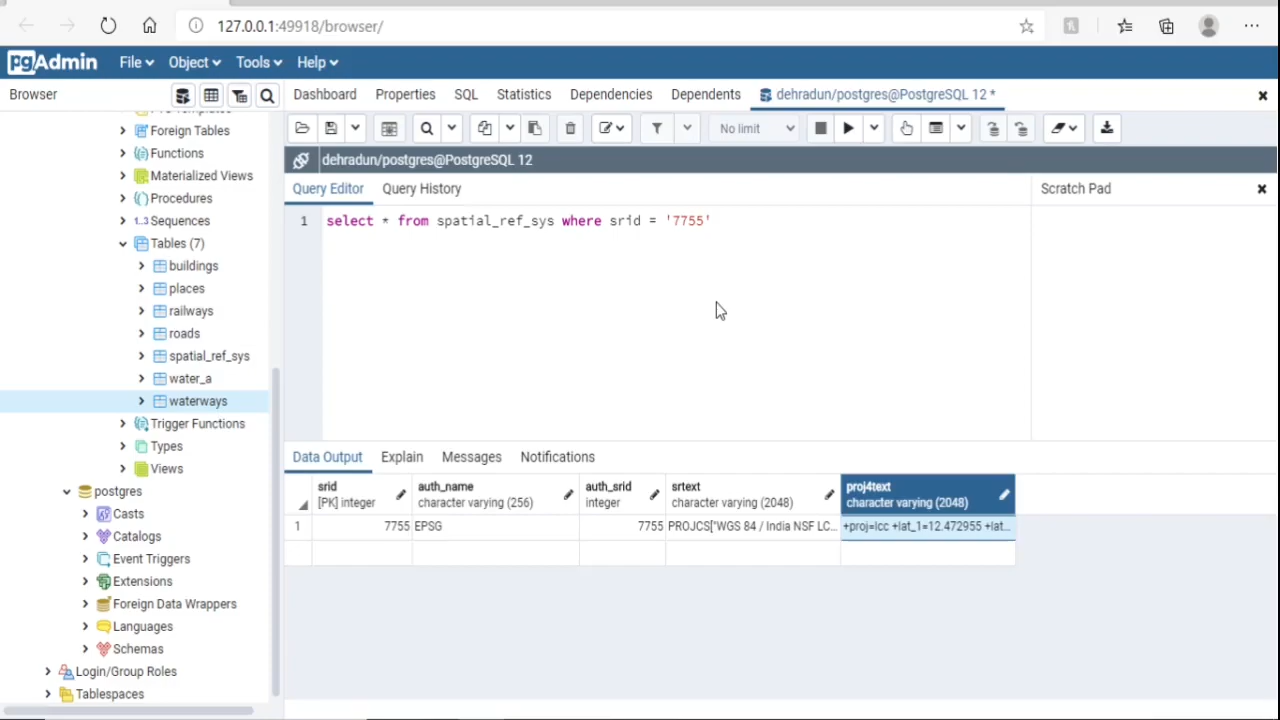 127.0.0.1:49918/browser/
pgAdmin File Object Tools Help
Browser
Dashboard Properties SQL Statistics Dependencies Dependents dehradun/postgres@PostgreSQL 12 *
No limit
dehradun/postgres@PostgreSQL 12
Query Editor Query History Scratch Pad
1 select * from spatial_ref_sys where srid = '7755'
Foreign Tables
Functions
Materialized Views
Procedures
1..3 Sequences
Tables (7)
buildings
places
railways
roads
spatial_ref_sys
water_a
waterways
Trigger Functions
Types
Views
postgres
Casts
Catalogs
Event Triggers
Extensions
Foreign Data Wrappers
Languages
Schemas
Login/Group Roles
Tablespaces
Data Output Explain Messages Notifications
srid auth_name auth_srid srtext proj4text
[PK] integer character varying (256) integer character varying (2048) character varying (2048)
1 7755 EPSG 7755 PROJCS["WGS 84 / India NSF LC... +proj=lcc +lat_1=12.472955 +lat...